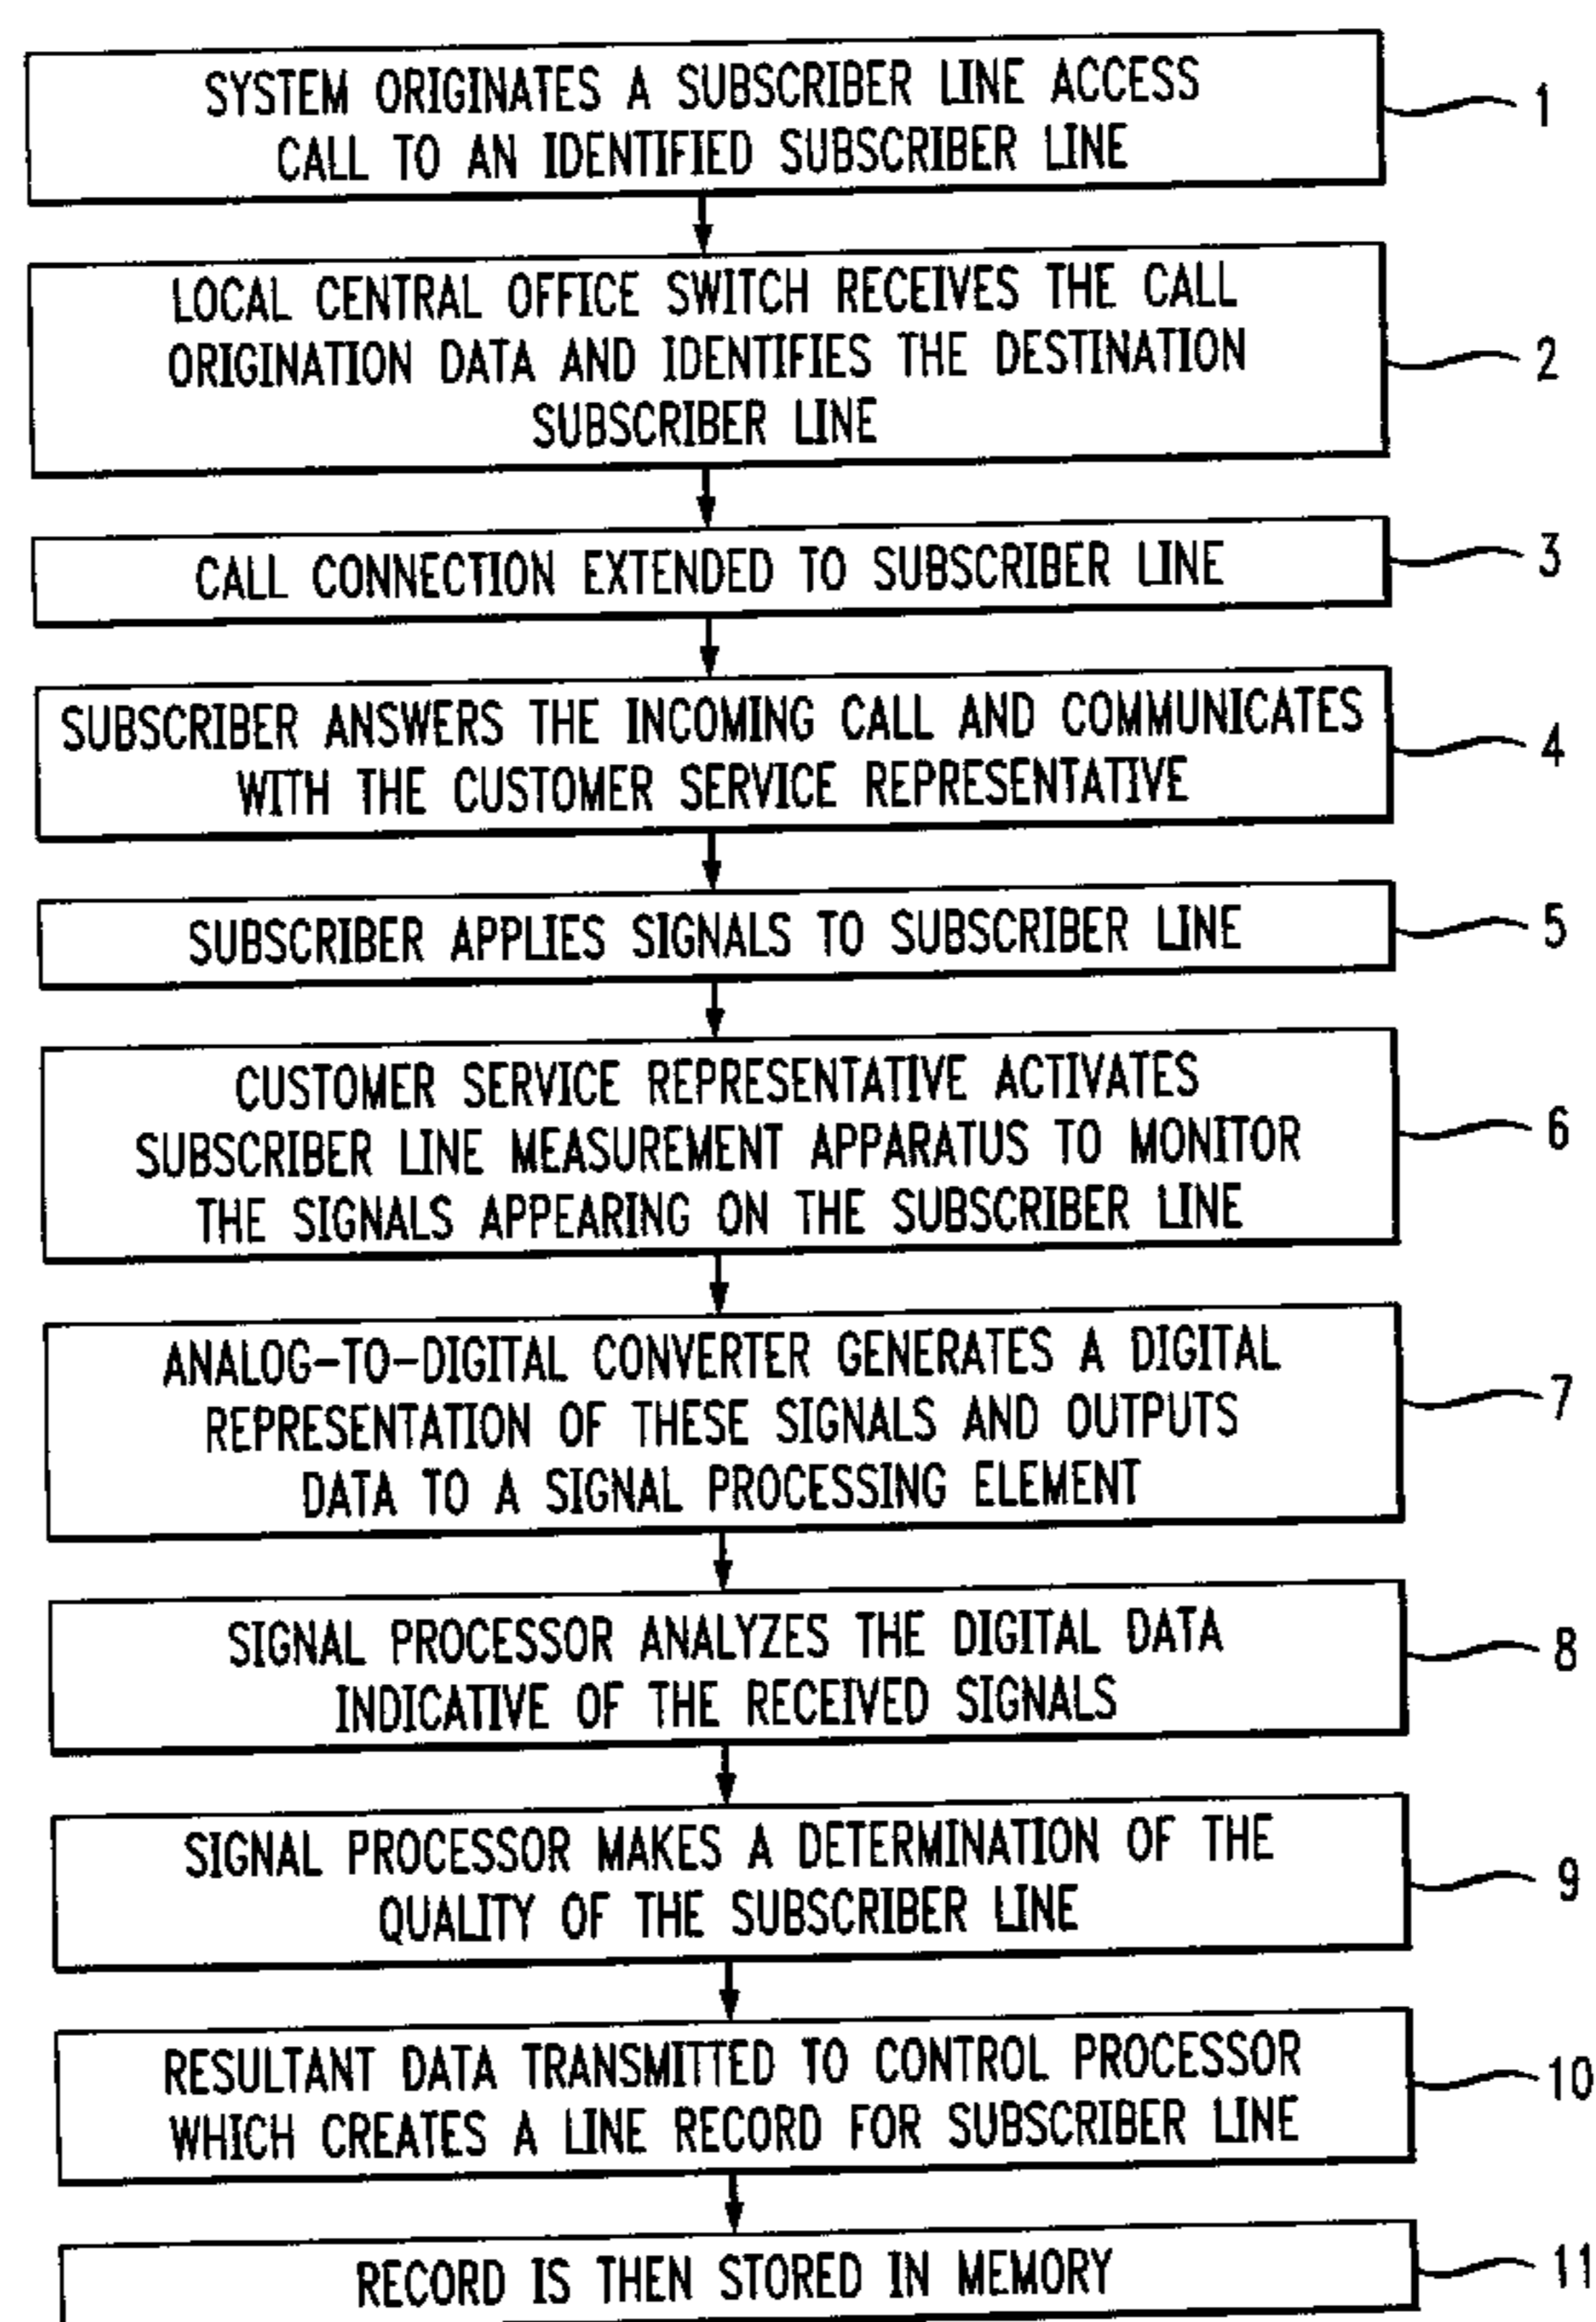 SYSTEM ORIGINATES A SUBSCRIBER LINE ACCESS
CALL TO AN IDENTIFIED SUBSCRIBER LINE
1
LOCAL CENTRAL OFFICE SWITCH RECEIVES THE CALL
ORIGINATION DATA AND IDENTIFIES THE DESTINATION
SUBSCRIBER LINE
2
CALL CONNECTION EXTENDED TO SUBSCRIBER LINE
3
SUBSCRIBER ANSWERS THE INCOMING CALL AND COMMUNICATES
WITH THE CUSTOMER SERVICE REPRESENTATIVE
4
SUBSCRIBER APPLIES SIGNALS TO SUBSCRIBER LINE
5
CUSTOMER SERVICE REPRESENTATIVE ACTIVATES
SUBSCRIBER LINE MEASUREMENT APPARATUS TO MONITOR
THE SIGNALS APPEARING ON THE SUBSCRIBER LINE
6
ANALOG-TO-DIGITAL CONVERTER GENERATES A DIGITAL
REPRESENTATION OF THESE SIGNALS AND OUTPUTS
DATA TO A SIGNAL PROCESSING ELEMENT
7
SIGNAL PROCESSOR ANALYZES THE DIGITAL DATA
INDICATIVE OF THE RECEIVED SIGNALS
8
SIGNAL PROCESSOR MAKES A DETERMINATION OF THE
QUALITY OF THE SUBSCRIBER LINE
9
RESULTANT DATA TRANSMITTED TO CONTROL PROCESSOR
WHICH CREATES A LINE RECORD FOR SUBSCRIBER LINE
10
RECORD IS THEN STORED IN MEMORY
11